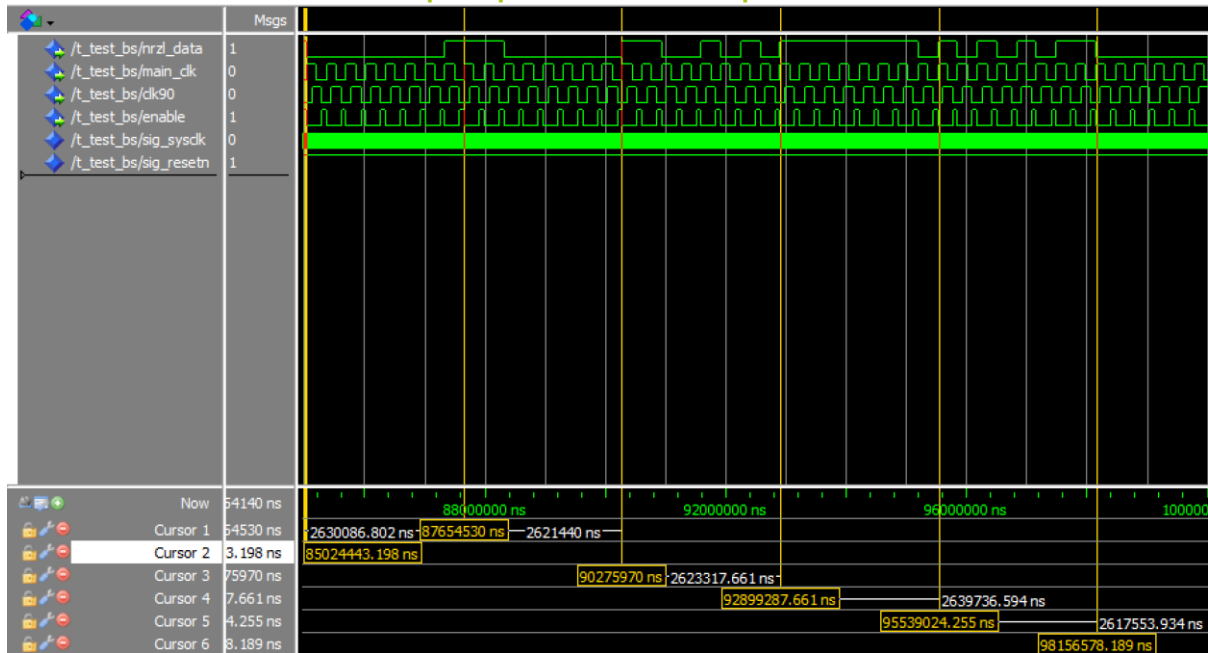 Msgs
/t_test_bs/nrzl_data 1
/t_test_bs/main_clk 0
/t_test_bs/clk90 0
/t_test_bs/enable 1
/t_test_bs/sig_sysclk 0
/t_test_bs/sig_resetn 1
Now 54140 ns 88000000 ns 92000000 ns 96000000 ns 100000
Cursor 1 54530 ns 2630086.802 ns 87654530 ns 2621440 ns
Cursor 2 3.198 ns 85024443.198 ns
Cursor 3 75970 ns 90275970 ns 2623317.661 ns
Cursor 4 7.661 ns 92899287.661 ns 2639736.594 ns
Cursor 5 4.255 ns 95539024.255 ns 2617553.934 ns
Cursor 6 8.189 ns 98156578.189 ns